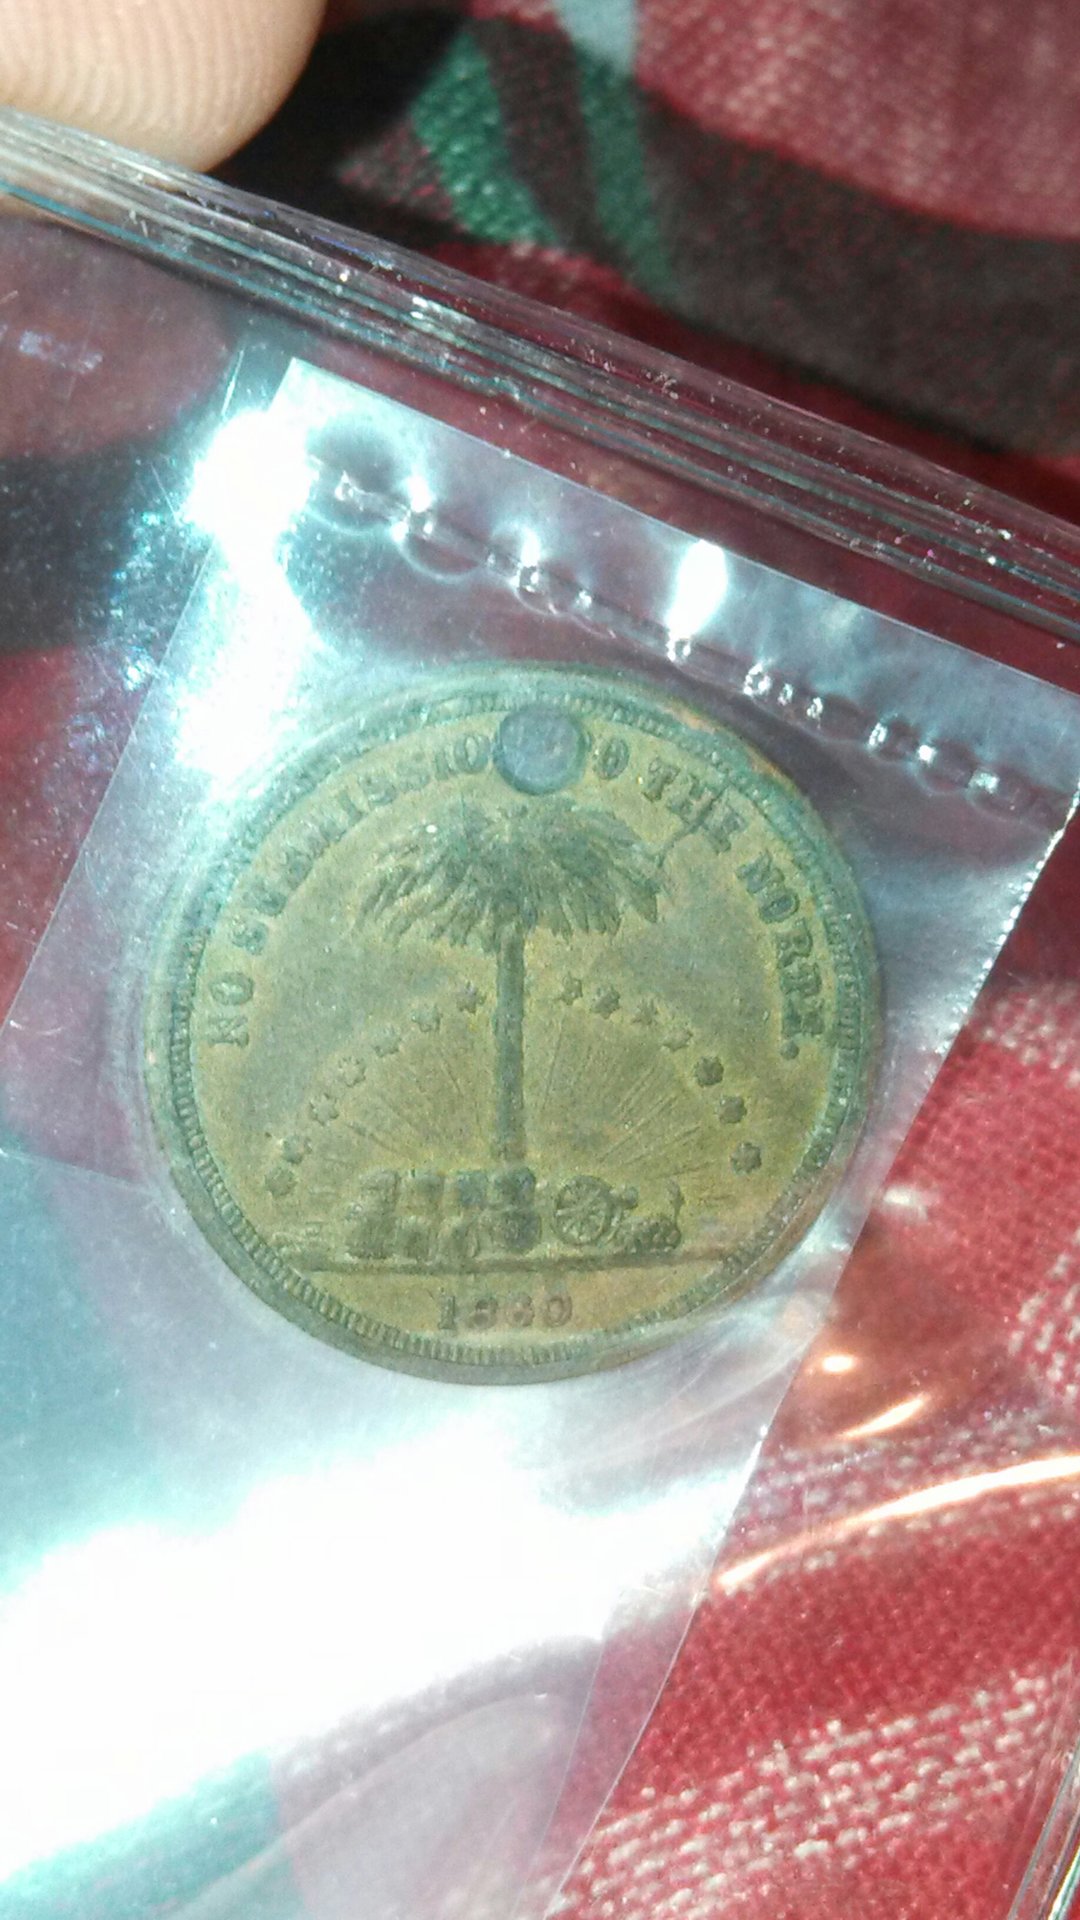 NO SUBMISSIO O THE NORTH.
1860